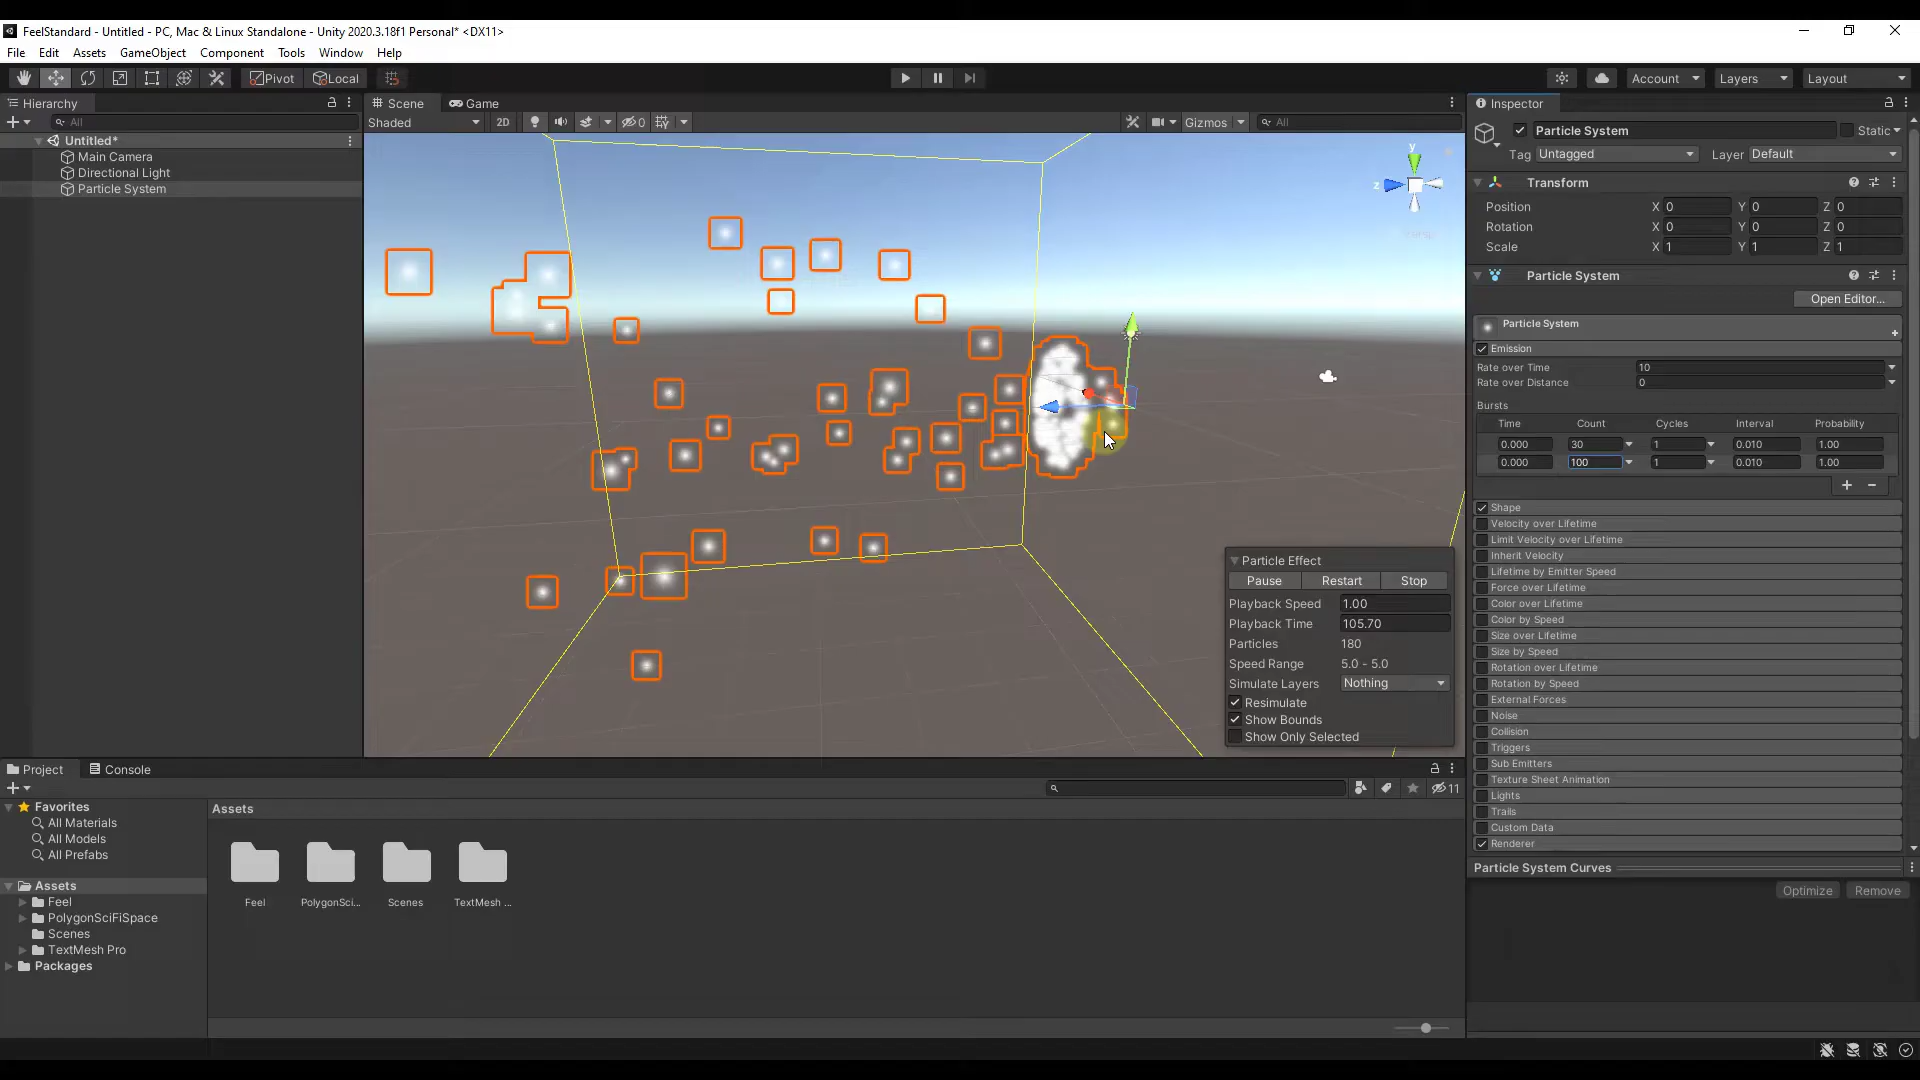 FeelStandard - Untitled - PC, Mac & Linux Standalone - Unity 2020.3.18f1 Personal* <DX11>
File Edit Assets GameObject Component Tools Window Help
Pivot Local Account Layers Layout
Hierarchy
All
Untitled*
Main Camera
Directional Light
Particle System
Scene Game
Shaded 2D 0 Gizmos All
y
z
Particle Effect
Pause Restart Stop
Playback Speed 1.00
Playback Time 105.70
Particles 180
Speed Range 5.0 - 5.0
Simulate Layers Nothing
Resimulate
Show Bounds
Show Only Selected
Inspector
Particle System Static
Tag Untagged Layer Default
Transform
Position X 0 Y 0 Z 0
Rotation X 0 Y 0 Z 0
Scale X 1 Y 1 Z 1
Particle System
Open Editor...
Particle System
Emission
Rate over Time 10
Rate over Distance 0
Bursts
Time Count Cycles Interval Probability
0.000 30 1 0.010 1.00
0.000 100 1 0.010 1.00
Shape
Velocity over Lifetime
Limit Velocity over Lifetime
Inherit Velocity
Lifetime by Emitter Speed
Force over Lifetime
Color over Lifetime
Color by Speed
Size over Lifetime
Size by Speed
Rotation over Lifetime
Rotation by Speed
External Forces
Noise
Collision
Triggers
Sub Emitters
Texture Sheet Animation
Lights
Trails
Custom Data
Renderer
Particle System Curves
Optimize Remove
Project Console
11
Favorites
All Materials
All Models
All Prefabs
Assets
Feel
PolygonSciFiSpace
Scenes
TextMesh Pro
Packages
Assets
Feel PolygonSci... Scenes TextMesh ...